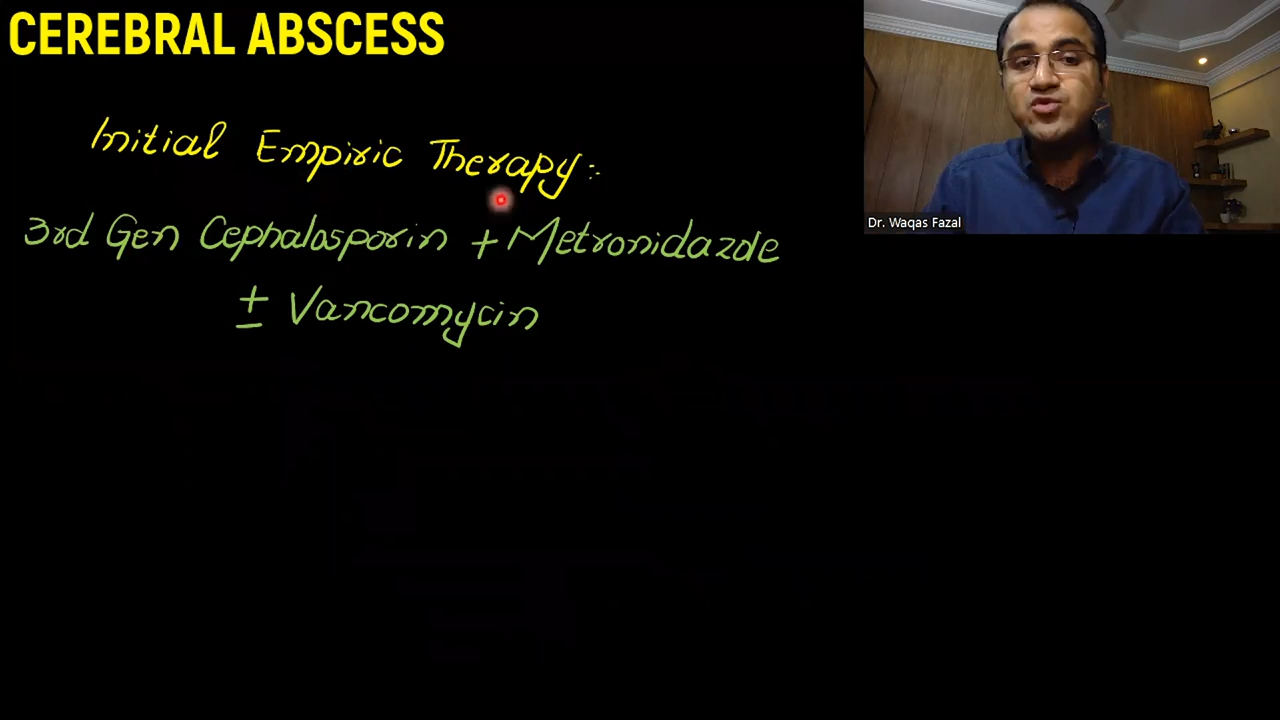 CEREBRAL ABSCESS
Initial Empiric Therapy:
3rd Gen Cephalosporin + Metronidazole
± Vancomycin
Dr. Waqas Fazal